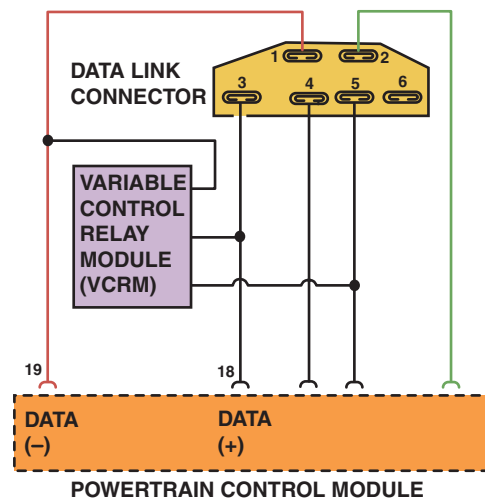 1
2
DATA LINK
CONNECTOR
3
4
5
6
VARIABLE
CONTROL
RELAY
MODULE
(VCRM)
19
18
DATA
(–)
DATA
(+)
POWERTRAIN CONTROL MODULE